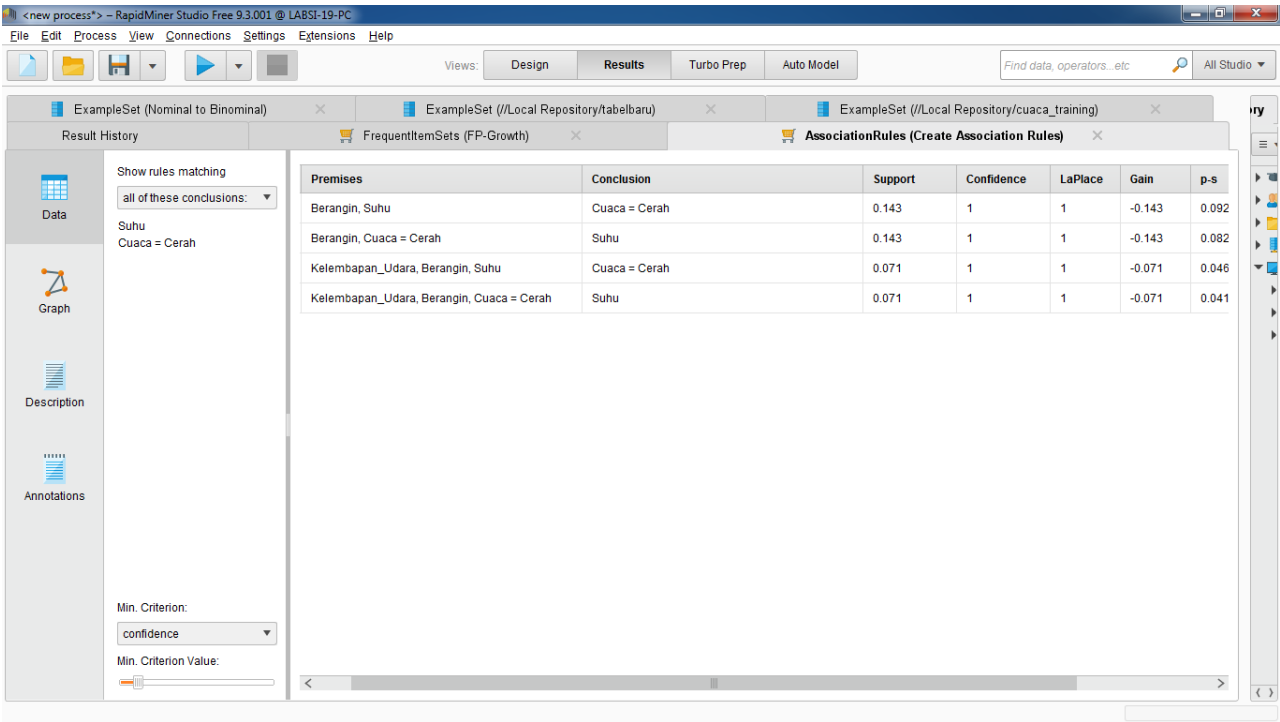 <new process*> – RapidMiner Studio Free 9.3.001 @ LABSI-19-PC
File Edit Process View Connections Settings Extensions Help
Views: Design Results Turbo Prep Auto Model Find data, operators...etc All Studio
ExampleSet (Nominal to Binominal) ExampleSet (//Local Repository/tabelbaru) ExampleSet (//Local Repository/cuaca_training)
Result History FrequentItemSets (FP-Growth) AssociationRules (Create Association Rules)
Data
Graph
Description
Annotations
Show rules matching
all of these conclusions:
Suhu
Cuaca = Cerah
Min. Criterion:
confidence
Min. Criterion Value:
Premises Conclusion Support Confidence LaPlace Gain p-s
Berangin, Suhu Cuaca = Cerah 0.143 1 1 -0.143 0.092
Berangin, Cuaca = Cerah Suhu 0.143 1 1 -0.143 0.082
Kelembapan_Udara, Berangin, Suhu Cuaca = Cerah 0.071 1 1 -0.071 0.046
Kelembapan_Udara, Berangin, Cuaca = Cerah Suhu 0.071 1 1 -0.071 0.041